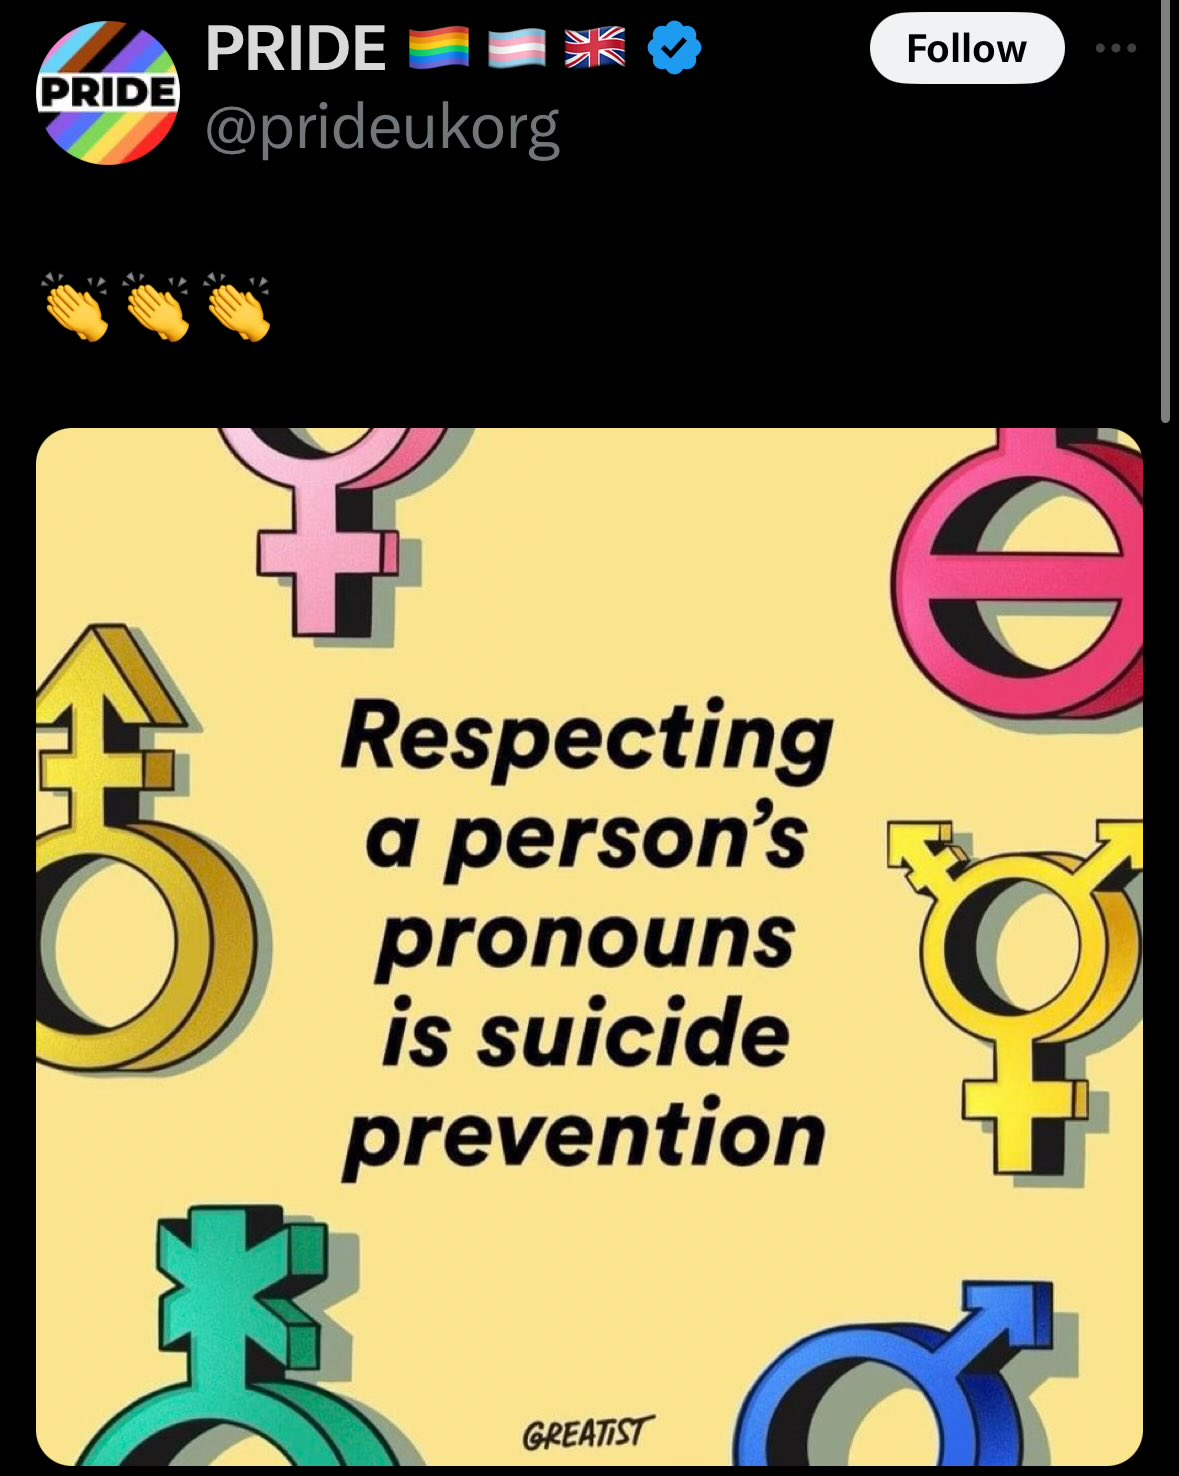 PRIDE
PRIDE 🏳️‍🌈 🏳️‍⚧️ 🇬🇧
Follow
@prideukorg
👏 👏 👏
Respecting
a person’s
pronouns
is suicide
prevention
GREATIST